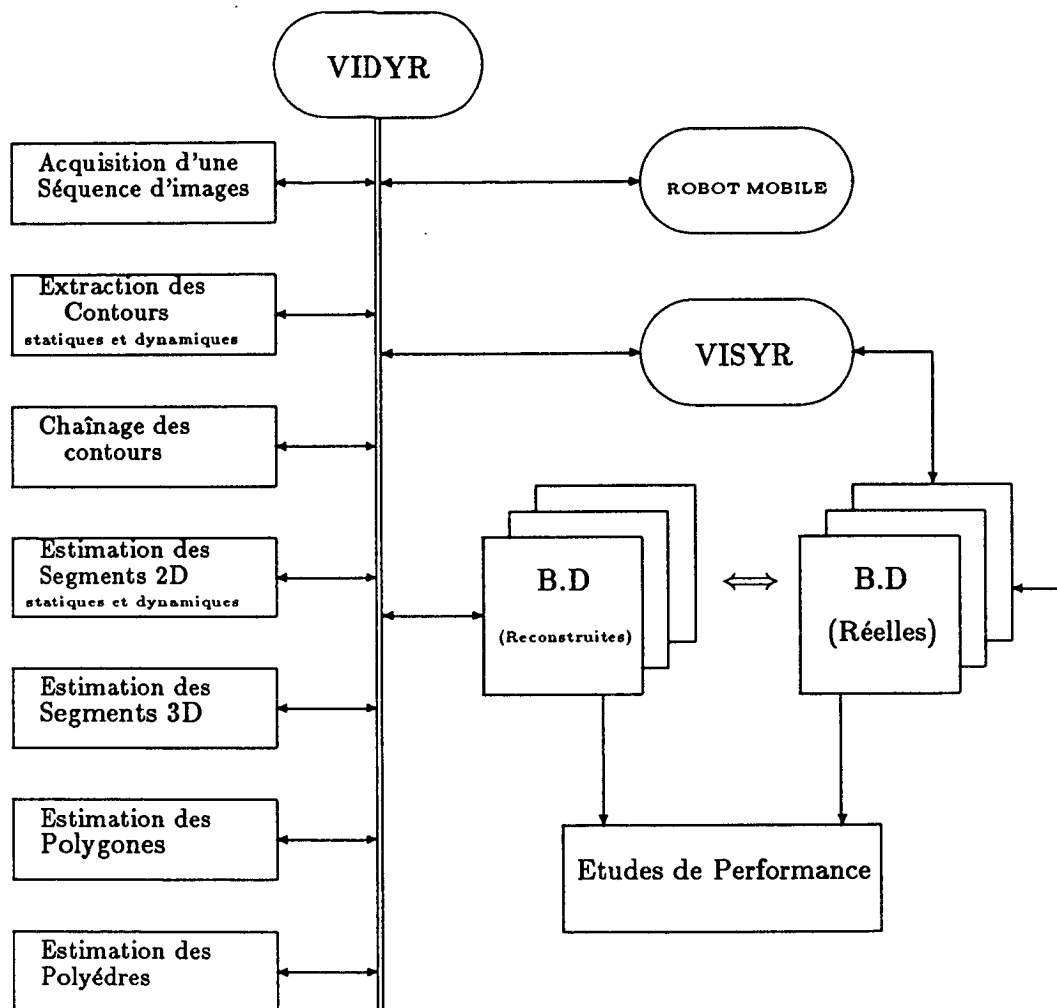 VIDYR
Acquisition d'une
Séquence d'images
ROBOT MOBILE
Extraction des
Contours
statiques et dynamiques
VISYR
Chaînage des
contours
Estimation des
Segments 2D
statiques et dynamiques
B.D
(Reconstruites)
⇔
B.D
(Réelles)
Estimation des
Segments 3D
Estimation des
Polygones
Etudes de Performance
Estimation des
Polyédres